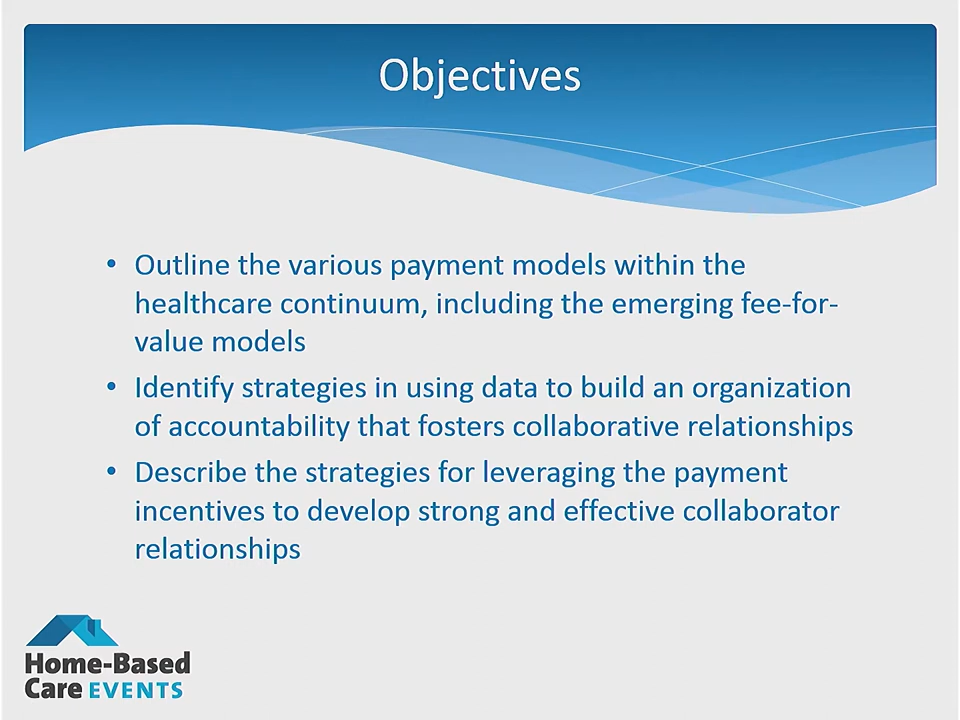 Objectives
• Outline the various payment models within the
healthcare continuum, including the emerging fee-for-
value models
• Identify strategies in using data to build an organization
of accountability that fosters collaborative relationships
• Describe the strategies for leveraging the payment
incentives to develop strong and effective collaborator
relationships
Home-Based
Care EVENTS